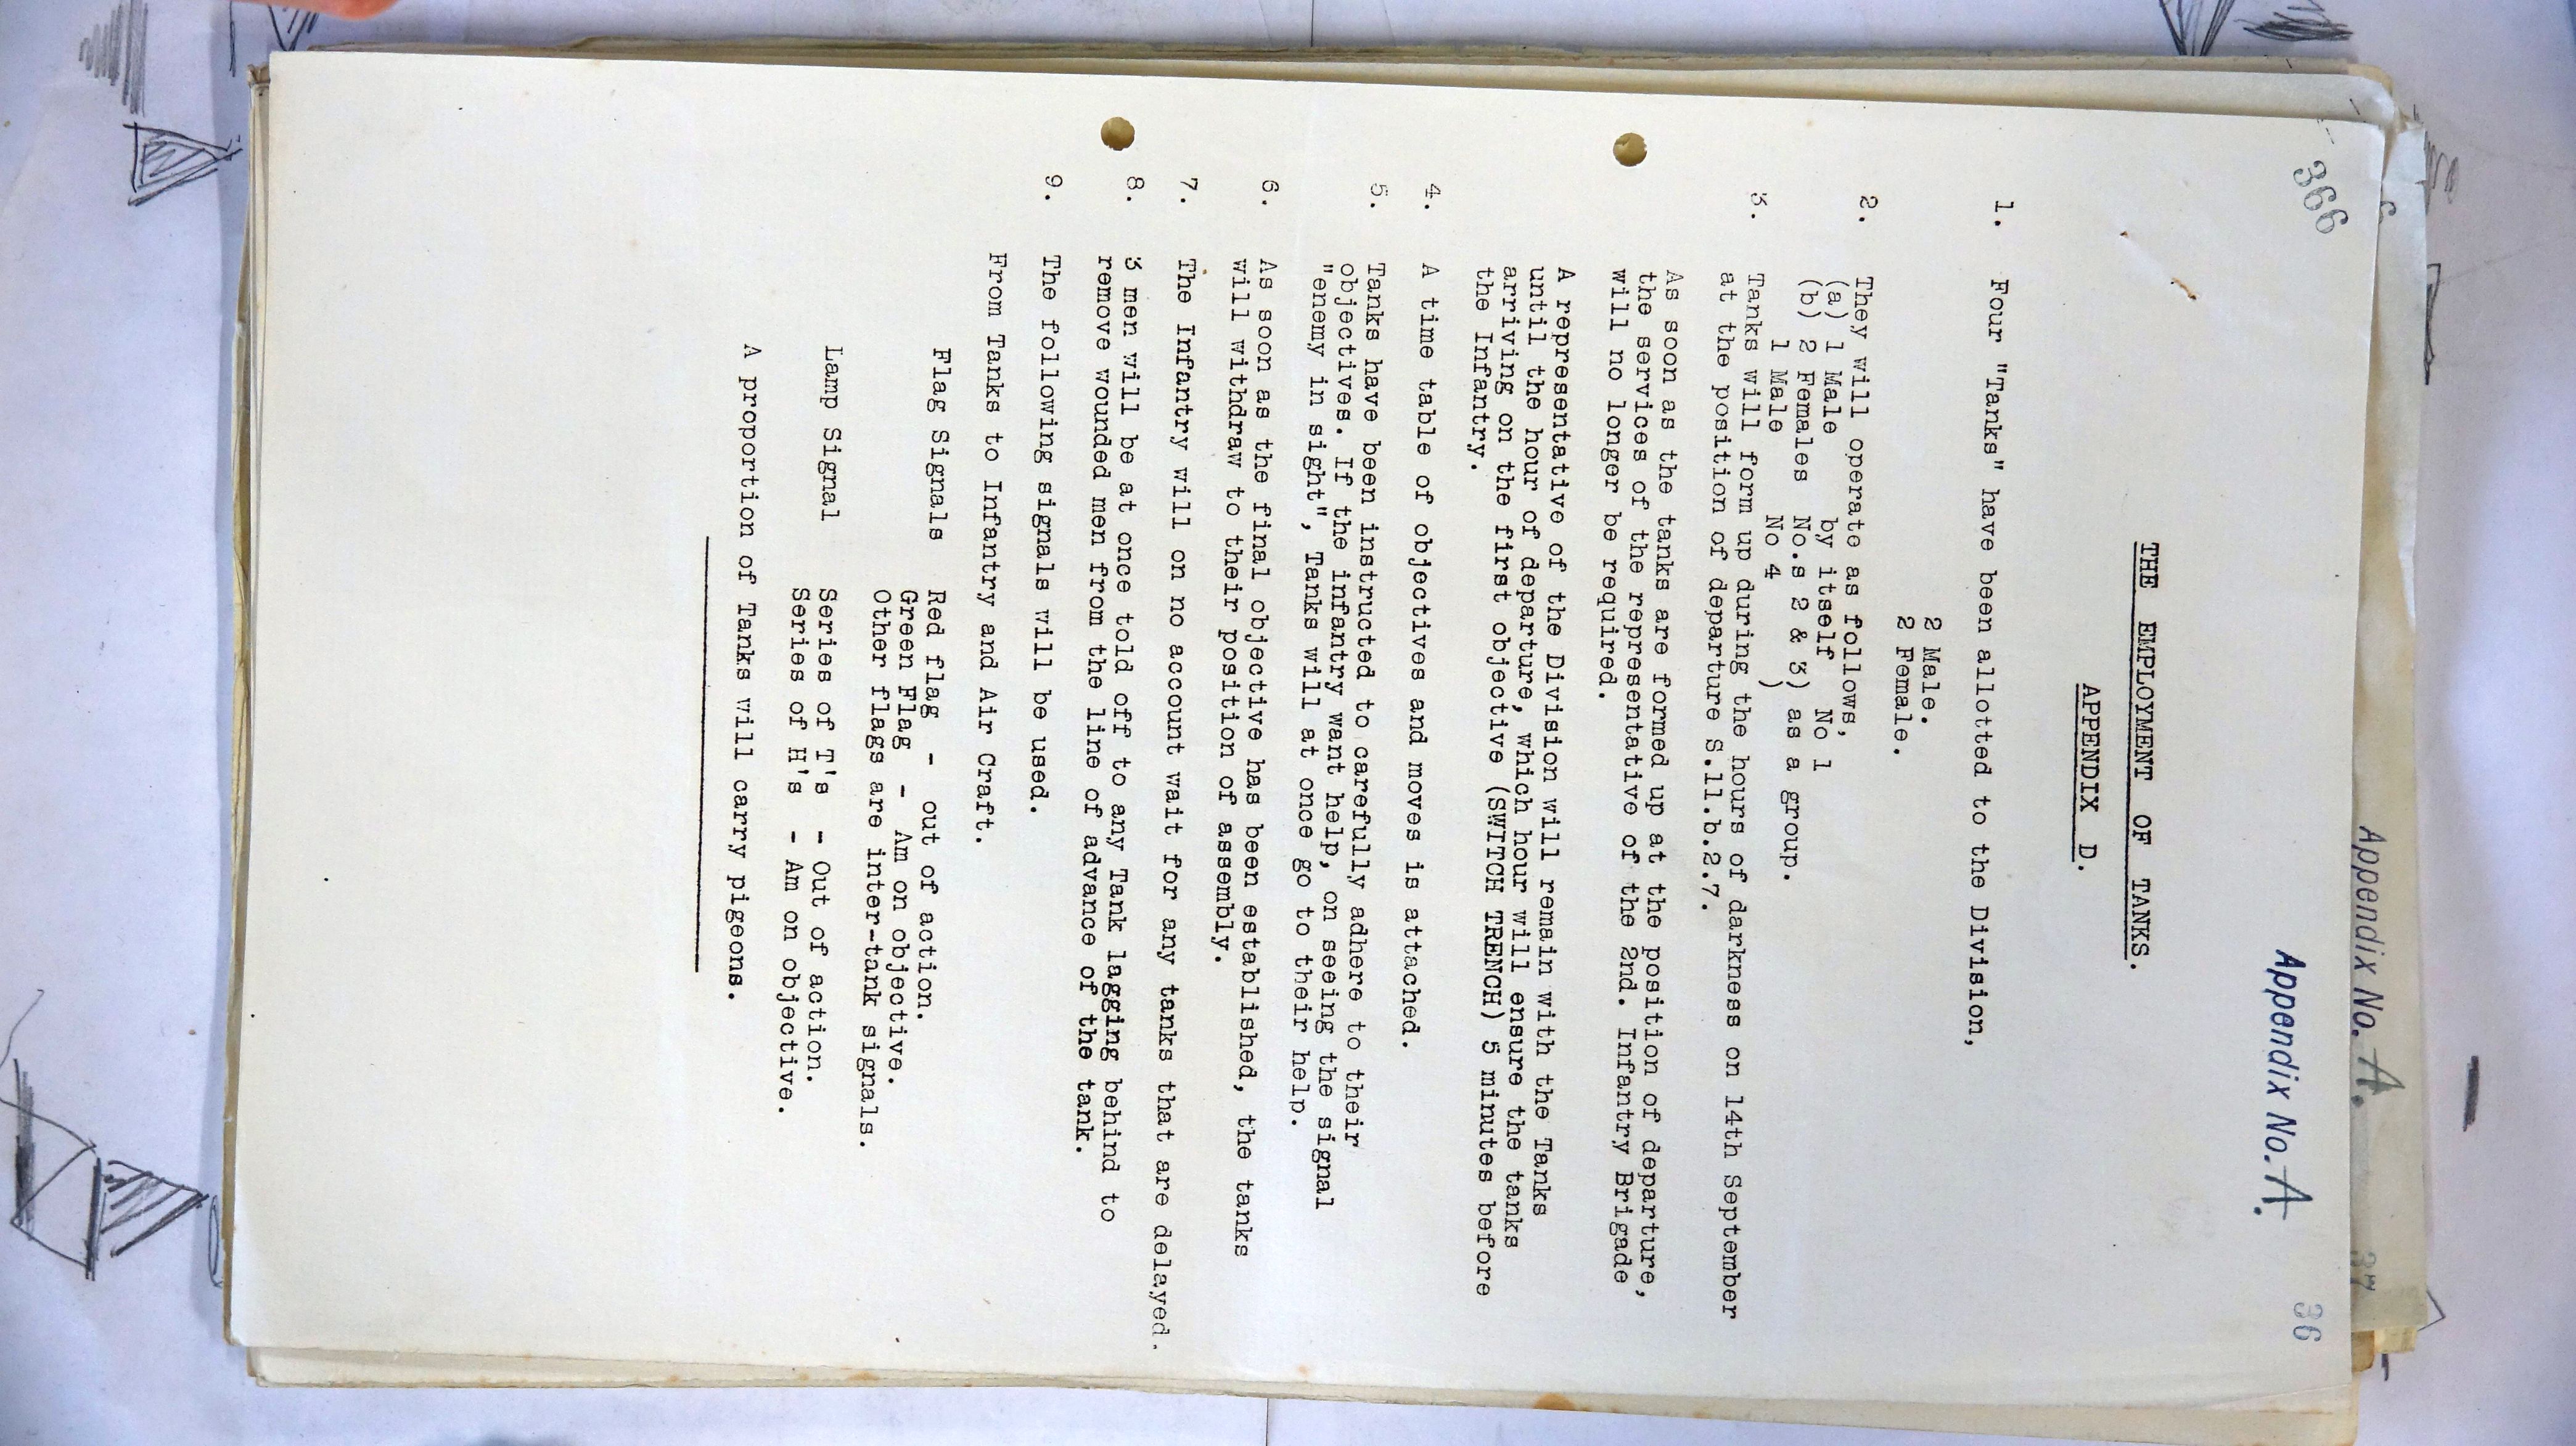 366
Appendix No. A.
37
Appendix No. A.
36
THE EMPLOYMENT OF TANKS.
APPENDIX D.
1. Four "Tanks" have been allotted to the Division,
2 Male.
2 Female.
2. They will operate as follows,
(a) 1 Male by itself No 1
(b) 2 Females No.s 2 & 3) as a group.
1 Male No 4 )
3. Tanks will form up during the hours of darkness on 14th September
at the position of departure S.11.b.2.7.
As soon as the tanks are formed up at the position of departure,
the services of the representative of the 2nd. Infantry Brigade
will no longer be required.
A representative of the Division will remain with the Tanks
until the hour of departure, which hour will ensure the tanks
arriving on the first objective (SWITCH TRENCH) 5 minutes before
the Infantry.
4. A time table of objectives and moves is attached.
5. Tanks have been instructed to carefully adhere to their
objectives. If the infantry want help, on seeing the signal
"enemy in sight", Tanks will at once go to their help.
6. As soon as the final objective has been established, the tanks
will withdraw to their position of assembly.
7. The Infantry will on no account wait for any tanks that are delayed.
8. 3 men will be at once told off to any Tank lagging behind to
remove wounded men from the line of advance of the tank.
9. The following signals will be used.
From Tanks to Infantry and Air Craft.
Flag Signals Red flag - out of action.
Green Flag - Am on objective.
Other flags are inter-tank signals.
Lamp Signal Series of T's - Out of action.
Series of H's - Am on objective.
A proportion of Tanks will carry pigeons.